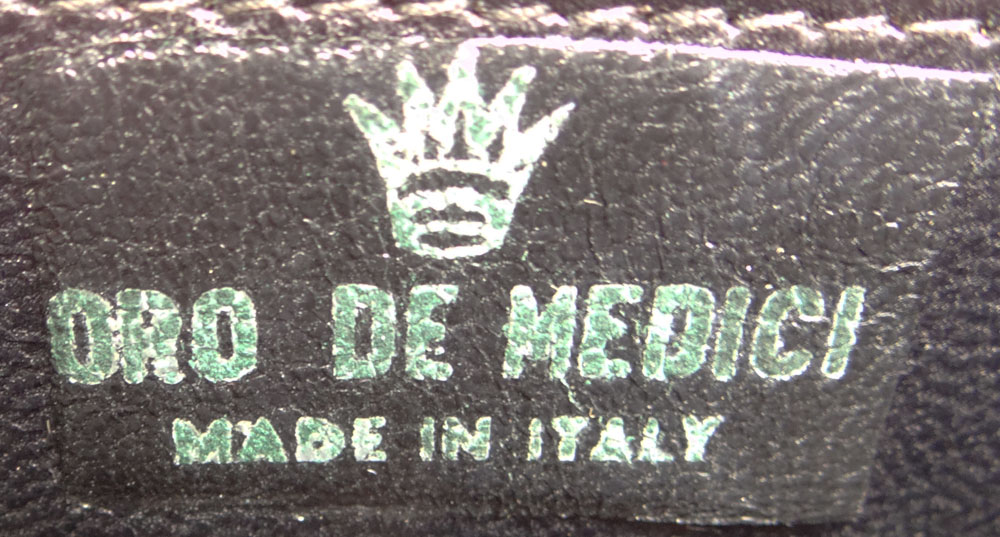 ORO DE MEDICI
MADE IN ITALY